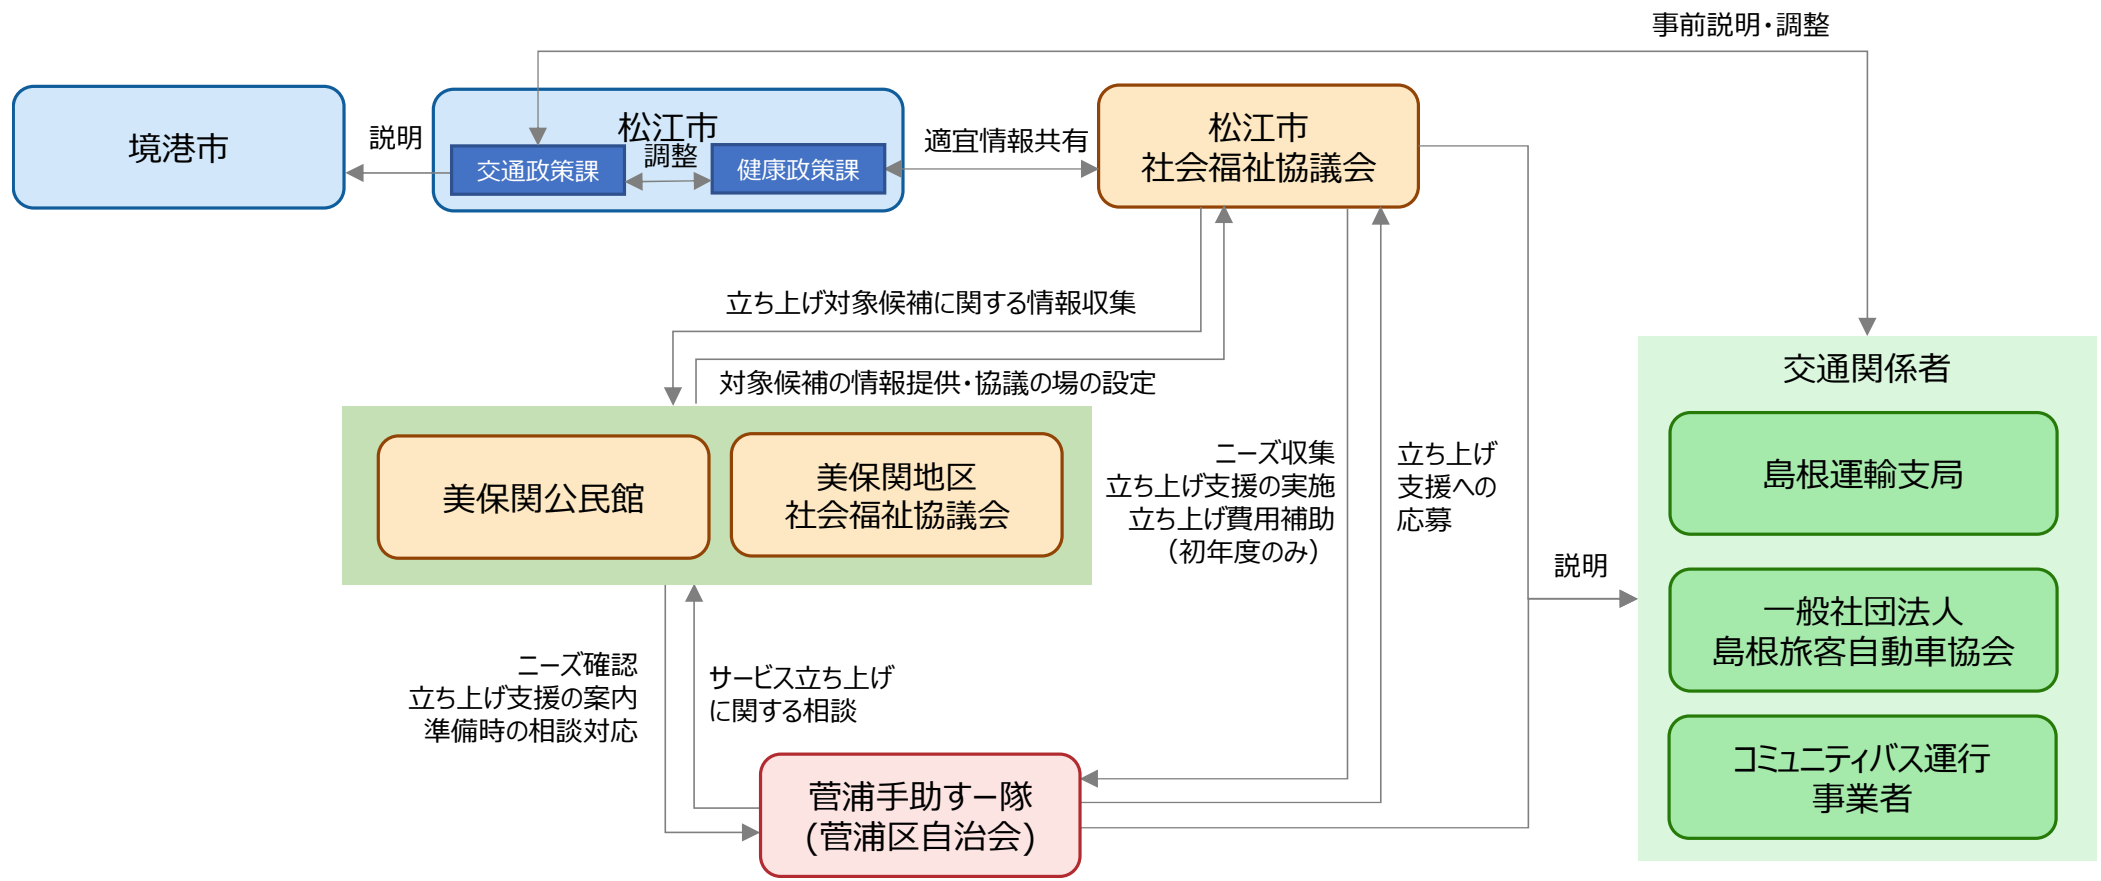 事前説明・調整
境港市
説明
松江市
調整
交通政策課
健康政策課
適宜情報共有
松江市
社会福祉協議会
立ち上げ対象候補に関する情報収集
対象候補の情報提供・協議の場の設定
交通関係者
島根運輸支局
一般社団法人
島根旅客自動車協会
コミュニティバス運行
事業者
美保関公民館
美保関地区
社会福祉協議会
ニーズ収集
立ち上げ支援の実施
立ち上げ費用補助
（初年度のみ）
立ち上げ
支援への
応募
説明
ニーズ確認
立ち上げ支援の案内
準備時の相談対応
サービス立ち上げ
に関する相談
菅浦手助すー隊
(菅浦区自治会)